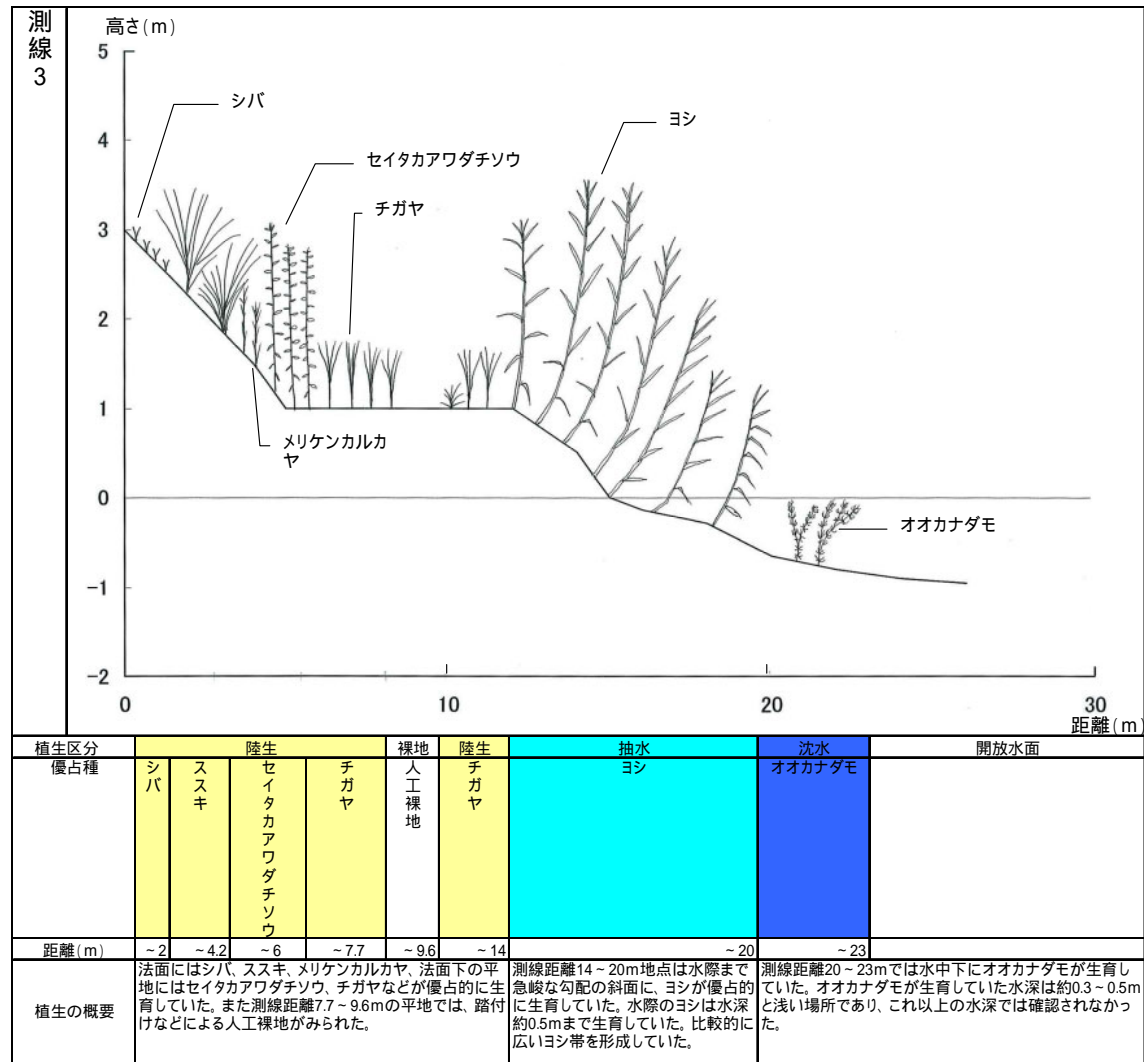 測線3
高さ(m)
5
4
3
2
1
0
−1
−2
シバ
セイタカアワダチソウ
チガヤ
ヨシ
メリケンカルカ
ヤ
オオカナダモ
0 10 20 30
距離(m)
植生区分 陸生 裸地 陸生 抽水 沈水 開放水面
優占種 シバ ススキ セイタカアワダチソウ チガヤ 人工裸地 チガヤ ヨシ オオカナダモ
距離(m) ~2 ~4.2 ~6 ~7.7 ~9.6 ~14 ~20 ~23
植生の概要
法面にはシバ、ススキ、メリケンカルカヤ、法面下の平
地にはセイタカアワダチソウ、チガヤなどが優占的に生
育していた。また測線距離7.7~9.6mの平地では、踏付
けなどによる人工裸地がみられた。
測線距離14~20m地点は水際まで
急峻な勾配の斜面に、ヨシが優占的
に生育していた。水際のヨシは水深
約0.5mまで生育していた。比較的に
広いヨシ帯を形成していた。
測線距離20~23mでは水中下にオオカナダモが生育し
ていた。オオカナダモが生育していた水深は約0.3~0.5m
と浅い場所であり、これ以上の水深では確認されなかっ
た。